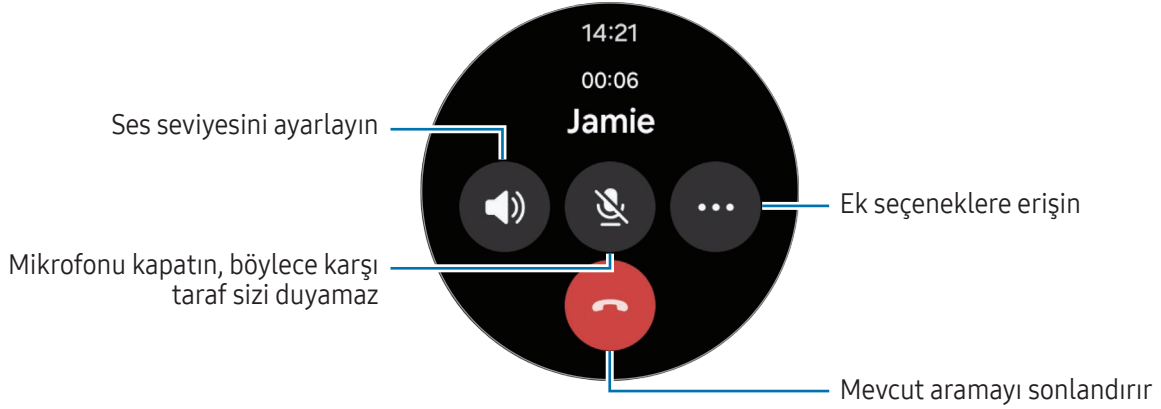 14:21
00:06
Jamie
Ses seviyesini ayarlayın
Ek seçeneklere erişin
Mikrofonu kapatın, böylece karşı
taraf sizi duyamaz
Mevcut aramayı sonlandırır